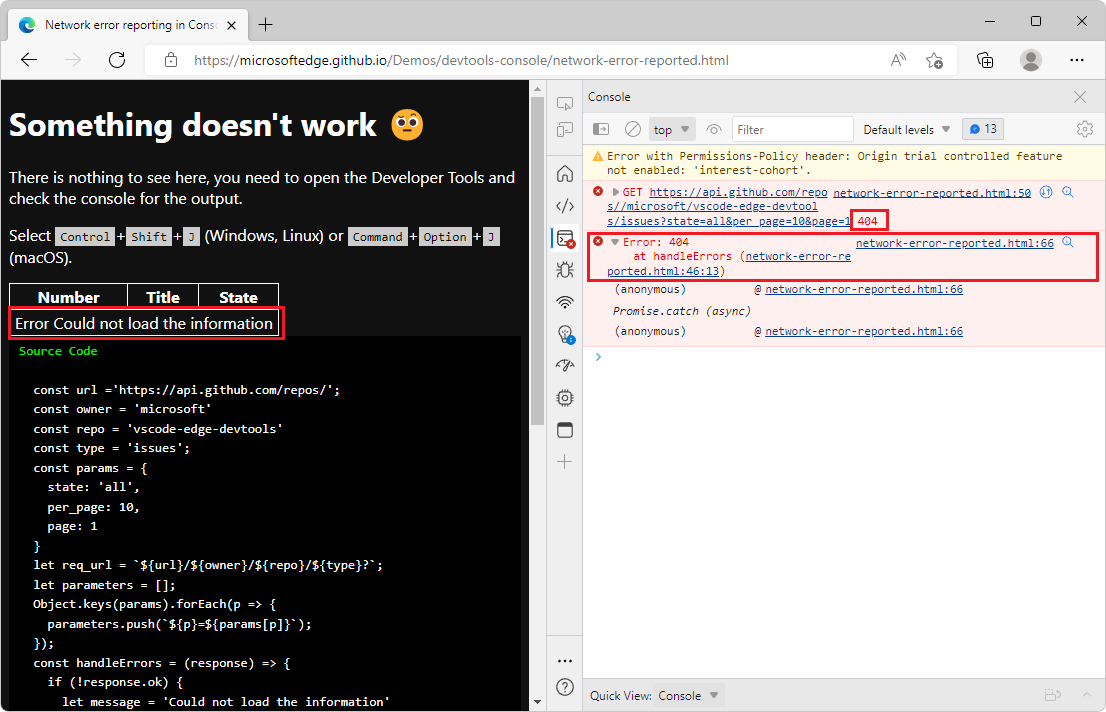 Network error reporting in Cons
https://microsoftedge.github.io/Demos/devtools-console/network-error-reported.html
Something doesn't work
There is nothing to see here, you need to open the Developer Tools and
check the console for the output.
Select Control + Shift + J (Windows, Linux) or Command + Option + J
(macOS).
Number Title State
Error Could not load the information
Source Code
const url ='https://api.github.com/repos/';
const owner = 'microsoft'
const repo = 'vscode-edge-devtools'
const type = 'issues';
const params = {
state: 'all',
per_page: 10,
page: 1
}
let req_url = `${url}/${owner}/${repo}/${type}?`;
let parameters = [];
Object.keys(params).forEach(p => {
parameters.push(`${p}=${params[p]}`);
});
const handleErrors = (response) => {
if (!response.ok) {
let message = 'Could not load the information'
Console
top
Filter
Default levels
13
Error with Permissions-Policy header: Origin trial controlled feature
not enabled: 'interest-cohort'.
GET https://api.github.com/repo network-error-reported.html:50
s//microsoft/vscode-edge-devtool
s/issues?state=all&per_page=10&page=1 404
Error: 404 network-error-reported.html:66
at handleErrors (network-error-re
ported.html:46:13)
(anonymous) @ network-error-reported.html:66
Promise.catch (async)
(anonymous) @ network-error-reported.html:66
Quick View: Console